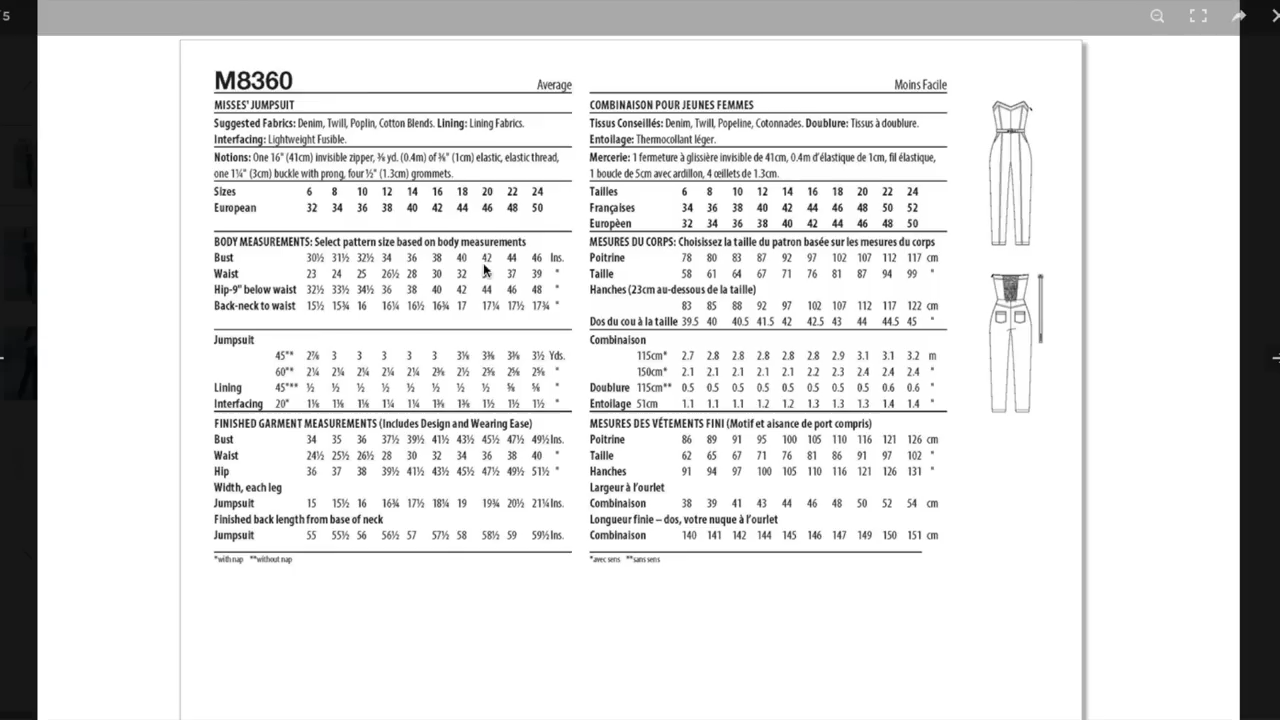 5
M8360
Average
MISSES' JUMPSUIT
Suggested Fabrics: Denim, Twill, Poplin, Cotton Blends. Lining: Lining Fabrics.
Interfacing: Lightweight Fusible.
Notions: One 16" (41cm) invisible zipper, ⅜ yd. (0.4m) of ⅜" (1cm) elastic, elastic thread,
one 1¼" (3cm) buckle with prong, four ½" (1.3cm) grommets.
Sizes 6 8 10 12 14 16 18 20 22 24
European 32 34 36 38 40 42 44 46 48 50
BODY MEASUREMENTS: Select pattern size based on body measurements
Bust 30½ 31½ 32½ 34 36 38 40 42 44 46 Ins.
Waist 23 24 25 26½ 28 30 32 37 39 "
Hip-9" below waist 32½ 33½ 34½ 36 38 40 42 44 46 48 "
Back-neck to waist 15½ 15¾ 16 16¼ 16½ 16¾ 17 17¼ 17½ 17¾ "
Jumpsuit
45** 2⅞ 3 3 3 3 3 3⅛ 3⅜ 3⅜ 3½ Yds.
60** 2¼ 2¼ 2¼ 2¼ 2¼ 2⅜ 2½ 2⅝ 2⅝ 2⅝ "
Lining 45"** ½ ½ ½ ½ ½ ½ ½ ½ ⅝ ⅝ "
Interfacing 20" 1⅛ 1⅛ 1⅛ 1¼ 1¼ 1⅜ 1⅜ 1½ 1½ 1½ "
FINISHED GARMENT MEASUREMENTS (Includes Design and Wearing Ease)
Bust 34 35 36 37½ 39½ 41½ 43½ 45½ 47½ 49½ Ins.
Waist 24½ 25½ 26½ 28 30 32 34 36 38 40 "
Hip 36 37 38 39½ 41½ 43½ 45½ 47½ 49½ 51½ "
Width, each leg
Jumpsuit 15 15½ 16 16¾ 17½ 18¼ 19 19¾ 20½ 21¼ Ins.
Finished back length from base of neck
Jumpsuit 55 55½ 56 56½ 57 57½ 58 58½ 59 59½ Ins.
*with nap **without nap
Moins Facile
COMBINAISON POUR JEUNES FEMMES
Tissus Conseillés: Denim, Twill, Popeline, Cotonnades. Doublure: Tissus à doublure.
Entoilage: Thermocollant léger.
Mercerie: 1 fermeture à glissière invisible de 41cm, 0.4m d'élastique de 1cm, fil élastique,
1 boucle de 5cm avec ardillon, 4 œillets de 1.3cm.
Tailles 6 8 10 12 14 16 18 20 22 24
Françaises 34 36 38 40 42 44 46 48 50 52
Europèen 32 34 36 38 40 42 44 46 48 50
MESURES DU CORPS: Choisissez la taille du patron basée sur les mesures du corps
Poitrine 78 80 83 87 92 97 102 107 112 117 cm
Taille 58 61 64 67 71 76 81 87 94 99 "
Hanches (23cm au-dessous de la taille)
83 85 88 92 97 102 107 112 117 122 cm
Dos du cou à la taille 39.5 40 40.5 41.5 42 42.5 43 44 44.5 45 "
Combinaison
115cm* 2.7 2.8 2.8 2.8 2.8 2.8 2.9 3.1 3.1 3.2 m
150cm* 2.1 2.1 2.1 2.1 2.1 2.2 2.3 2.4 2.4 2.4 "
Doublure 115cm** 0.5 0.5 0.5 0.5 0.5 0.5 0.5 0.5 0.6 0.6 "
Entoilage 51cm 1.1 1.1 1.1 1.2 1.2 1.3 1.3 1.3 1.4 1.4 "
MESURES DES VÉTEMENTS FINI (Motif et aisance de port compris)
Poitrine 86 89 91 95 100 105 110 116 121 126 cm
Taille 62 65 67 71 76 81 86 91 97 102 "
Hanches 91 94 97 100 105 110 116 121 126 131 "
Largeur à l'ourlet
Combinaison 38 39 41 43 44 46 48 50 52 54 cm
Longueur finie – dos, votre nuque à l'ourlet
Combinaison 140 141 142 144 145 146 147 149 150 151 cm
*avec sens **sans sens